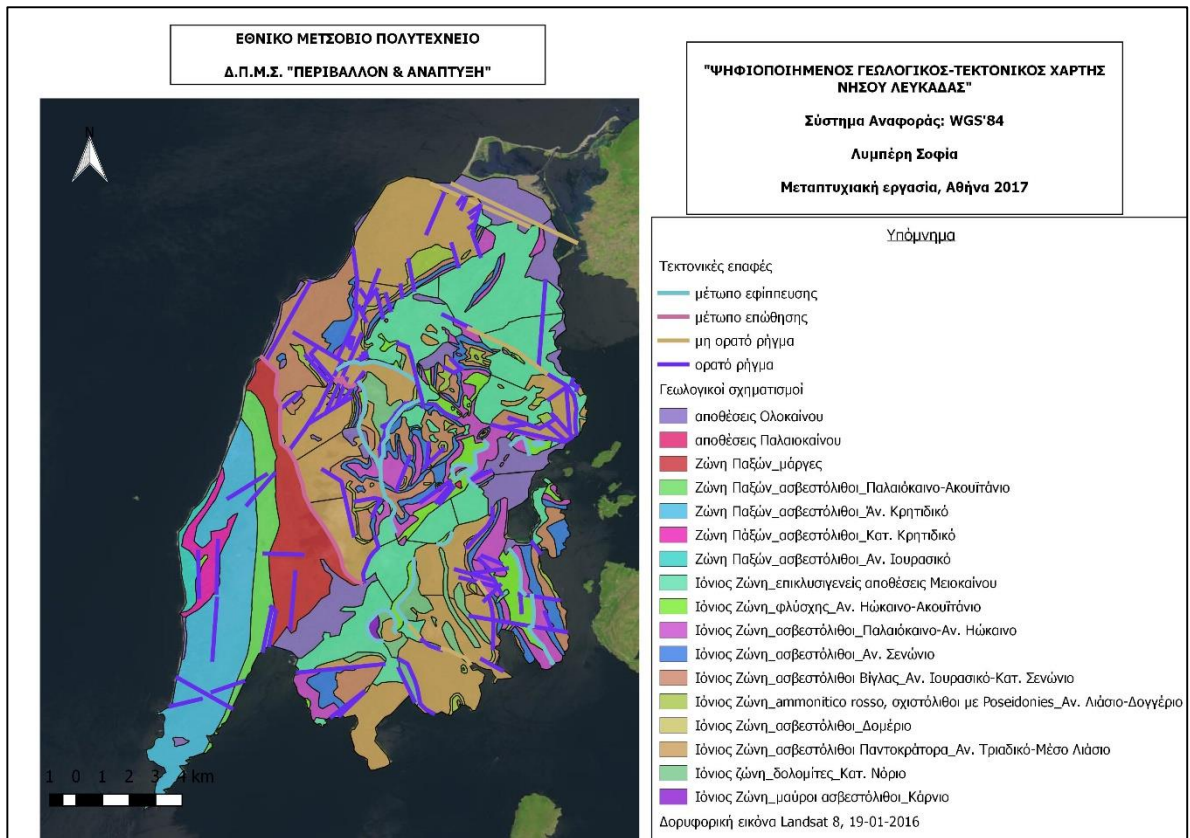 ΕΘΝΙΚΟ ΜΕΤΣΟΒΙΟ ΠΟΛΥΤΕΧΝΕΙΟ
Δ.Π.Μ.Σ. "ΠΕΡΙΒΑΛΛΟΝ & ΑΝΑΠΤΥΞΗ"
"ΨΗΦΙΟΠΟΙΗΜΕΝΟΣ ΓΕΩΛΟΓΙΚΟΣ-ΤΕΚΤΟΝΙΚΟΣ ΧΑΡΤΗΣ
ΝΗΣΟΥ ΛΕΥΚΑΔΑΣ"
Σύστημα Αναφοράς: WGS'84
Λυμπέρη Σοφία
Μεταπτυχιακή εργασία, Αθήνα 2017
N
1 0 1 2 3 4 km
Υπόμνημα
Τεκτονικές επαφές
μέτωπο εφίππευσης
μέτωπο επώθησης
μη ορατό ρήγμα
ορατό ρήγμα
Γεωλογικοί σχηματισμοί
αποθέσεις Ολοκαίνου
αποθέσεις Παλαιοκαίνου
Ζώνη Παξών_μάργες
Ζώνη Παξών_ασβεστόλιθοι_Παλαιόκαινο-Ακουϊτάνιο
Ζώνη Παξών_ασβεστόλιθοι_Άν. Κρητιδικό
Ζώνη Πάξών_ασβεστόλιθοι_Κατ. Κρητιδικό
Ζώνη Παξών_ασβεστόλιθοι_Αν. Ιουρασικό
Ιόνιος Ζώνη_επικλυσιγενείς αποθέσεις Μειοκαίνου
Ιόνιος Ζώνη_φλύσχης_Αν. Ηώκαινο-Ακουϊτάνιο
Ιόνιος Ζώνη_ασβεστόλιθοι_Παλαιόκαινο-Αν. Ηώκαινο
Ιόνιος Ζώνη_ασβεστόλιθοι_Αν. Σενώνιο
Ιόνιος Ζώνη_ασβεστόλιθοι Βίγλας_Αν. Ιουρασικό-Κατ. Σενώνιο
Ιόνιος Ζώνη_ammonitico rosso, σχιστόλιθοι με Poseidonies_Αν. Λιάσιο-Δογγέριο
Ιόνιος Ζώνη_ασβεστόλιθοι_Δομέριο
Ιόνιος Ζώνη_ασβεστόλιθοι Παντοκράτορα_Αν. Τριαδικό-Μέσο Λιάσιο
Ιόνιος ζώνη_δολομίτες_Κατ. Νόριο
Ιόνιος Ζώνη_μαύροι ασβεστόλιθοι_Κάρνιο
Δορυφορική εικόνα Landsat 8, 19-01-2016